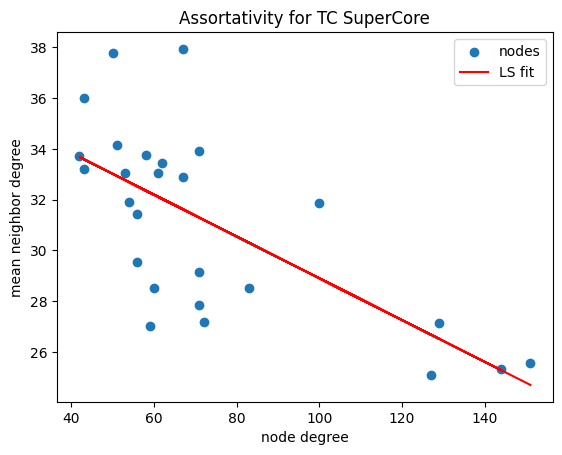 Assortativity for TC SuperCore
nodes
LS fit
mean neighbor degree
38
36
34
32
30
28
26
40
60
80
100
120
140
node degree